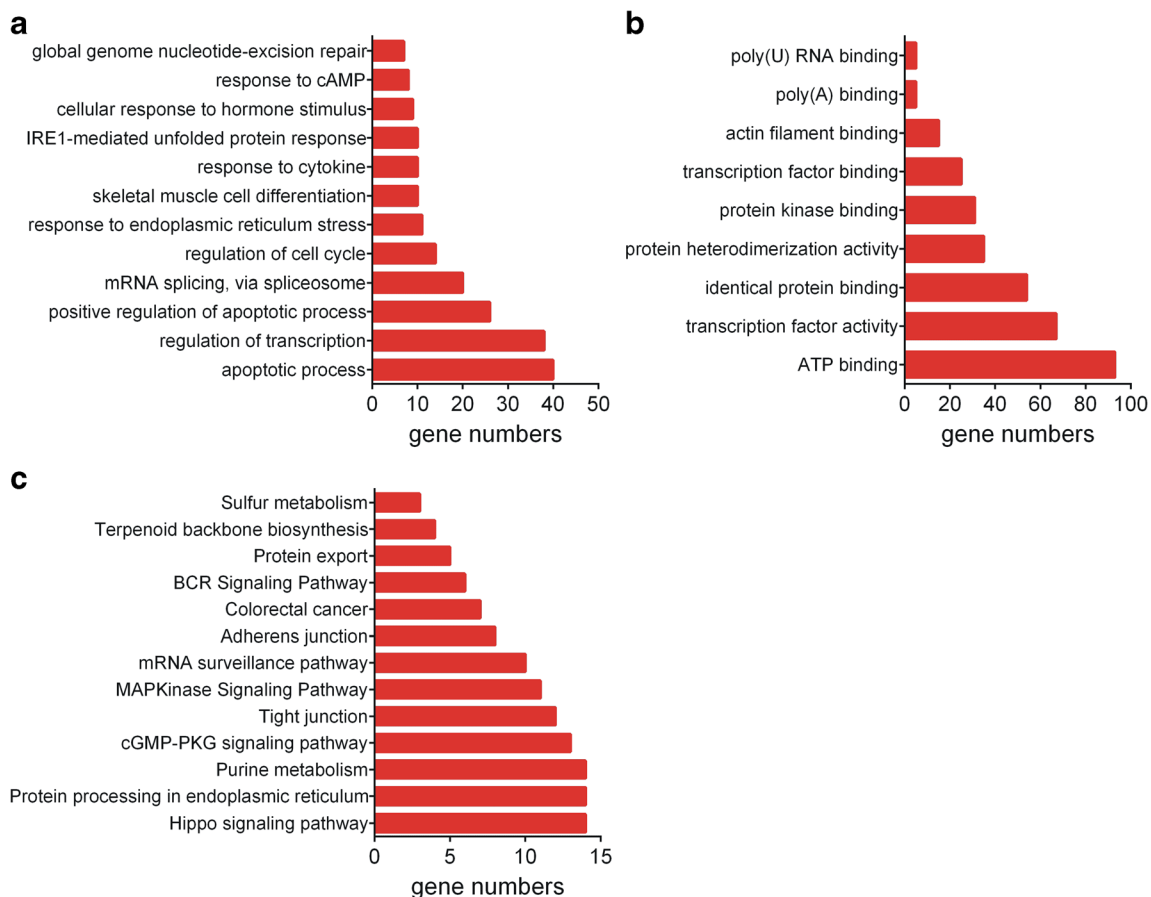 a
global genome nucleotide-excision repair
response to cAMP
cellular response to hormone stimulus
IRE1-mediated unfolded protein response
response to cytokine
skeletal muscle cell differentiation
response to endoplasmic reticulum stress
regulation of cell cycle
mRNA splicing, via spliceosome
positive regulation of apoptotic process
regulation of transcription
apoptotic process
0 10 20 30 40 50
gene numbers
b
poly(U) RNA binding
poly(A) binding
actin filament binding
transcription factor binding
protein kinase binding
protein heterodimerization activity
identical protein binding
transcription factor activity
ATP binding
0 20 40 60 80 100
gene numbers
c
Sulfur metabolism
Terpenoid backbone biosynthesis
Protein export
BCR Signaling Pathway
Colorectal cancer
Adherens junction
mRNA surveillance pathway
MAPKinase Signaling Pathway
Tight junction
cGMP-PKG signaling pathway
Purine metabolism
Protein processing in endoplasmic reticulum
Hippo signaling pathway
0 5 10 15
gene numbers